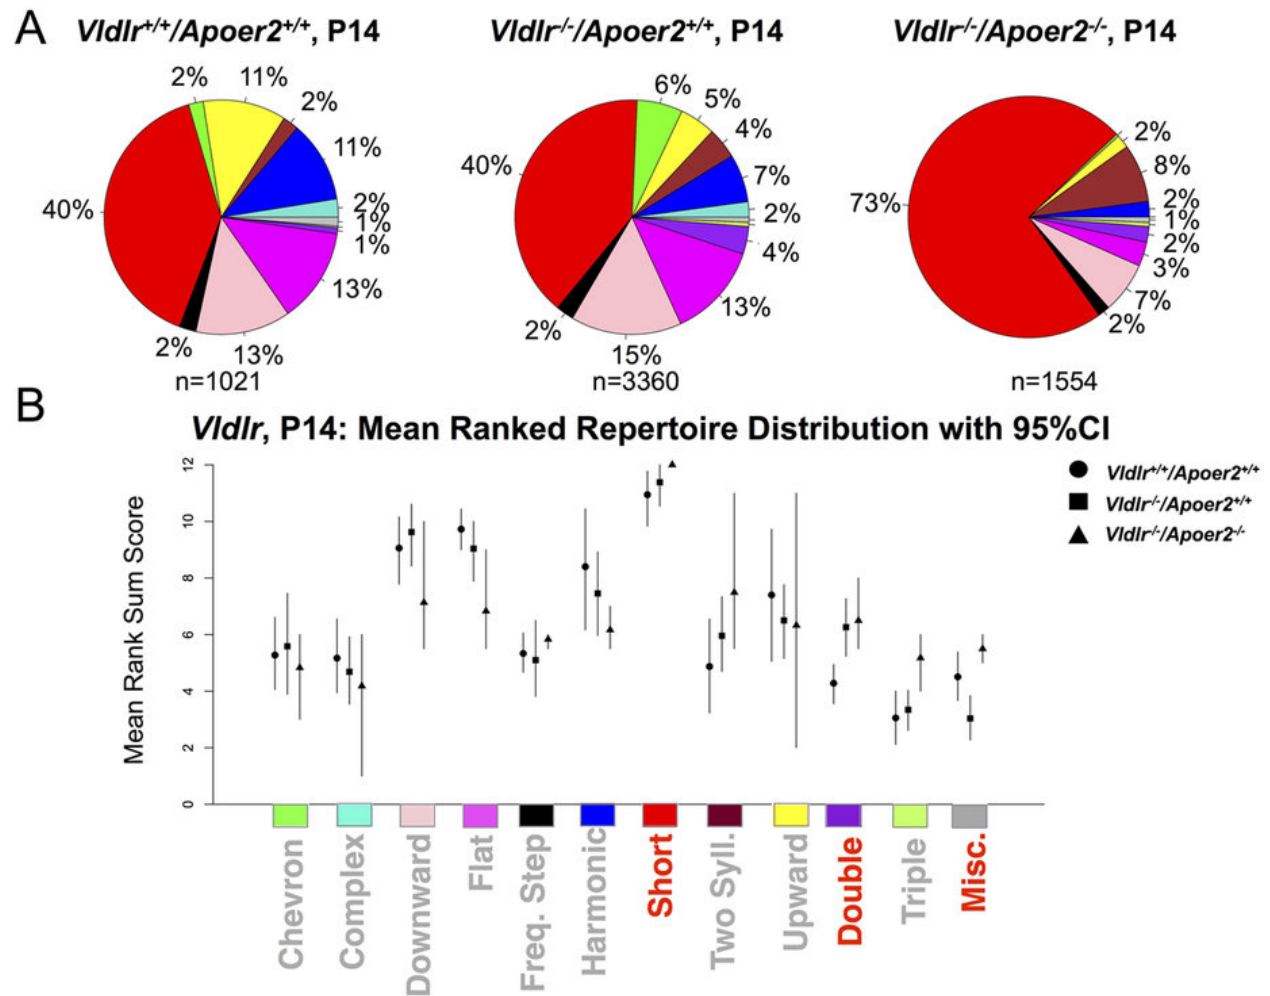 A
Vldlr+/+/Apoer2+/+, P14
Vldlr-/-/Apoer2+/+, P14
Vldlr-/-/Apoer2-/-, P14
2%
11%
2%
11%
2%
1%
1%
13%
13%
2%
40%
n=1021
6%
5%
4%
7%
2%
4%
13%
15%
2%
40%
n=3360
2%
8%
2%
1%
2%
3%
7%
2%
73%
n=1554
B
Vldlr, P14: Mean Ranked Repertoire Distribution with 95%CI
Mean Rank Sum Score
12
10
8
6
4
2
0
Vldlr+/+/Apoer2+/+
Vldlr-/-/Apoer2+/+
Vldlr-/-/Apoer2-/-
Chevron
Complex
Downward
Flat
Freq. Step
Harmonic
Short
Two Syll.
Upward
Double
Triple
Misc.